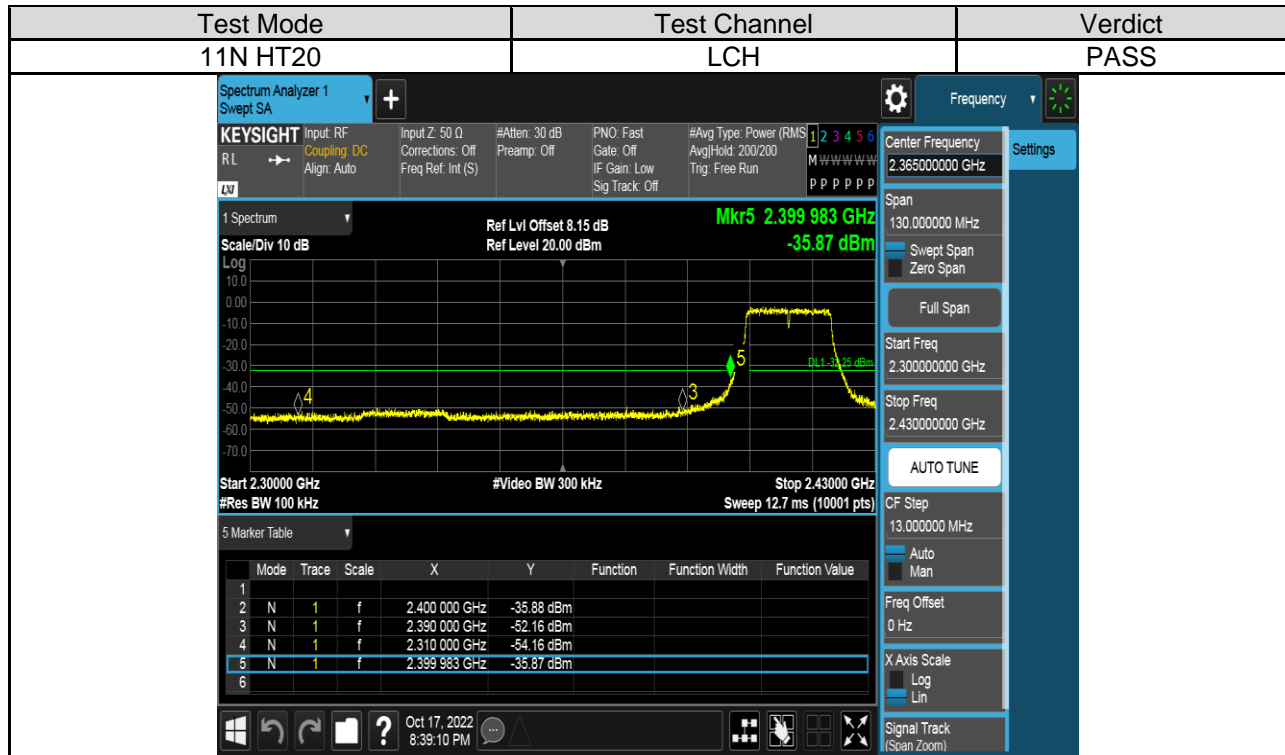 Test Mode Test Channel Verdict
11N HT20 LCH PASS
Spectrum Analyzer 1
Swept SA
+
Frequency
KEYSIGHT Input: RF Input Z: 50 Ω #Atten: 30 dB PNO: Fast #Avg Type: Power (RMS 1 2 3 4 5 6
RL Coupling: DC Corrections: Off Preamp: Off Gate: Off Avg|Hold: 200/200 M W W W W W
Align: Auto Freq Ref: Int (S) IF Gain: Low Trig: Free Run
LXI Sig Track: Off P P P P P P
1 Spectrum
Ref Lvl Offset 8.15 dB Mkr5 2.399 983 GHz
Scale/Div 10 dB Ref Level 20.00 dBm -35.87 dBm
Log
10.0
0.00
-10.0
-20.0
-30.0
-40.0
-50.0
-60.0
-70.0
5
DL1 -32.25 dBm
4
3
Start 2.30000 GHz #Video BW 300 kHz Stop 2.43000 GHz
#Res BW 100 kHz Sweep 12.7 ms (10001 pts)
5 Marker Table
Mode Trace Scale X Y Function Function Width Function Value
1
2 N 1 f 2.400 000 GHz -35.88 dBm
3 N 1 f 2.390 000 GHz -52.16 dBm
4 N 1 f 2.310 000 GHz -54.16 dBm
5 N 1 f 2.399 983 GHz -35.87 dBm
6
? Oct 17, 2022
8:39:10 PM
Center Frequency
2.365000000 GHz
Settings
Span
130.000000 MHz
Swept Span
Zero Span
Full Span
Start Freq
2.300000000 GHz
Stop Freq
2.430000000 GHz
AUTO TUNE
CF Step
13.000000 MHz
Auto
Man
Freq Offset
0 Hz
X Axis Scale
Log
Lin
Signal Track
(Span Zoom)